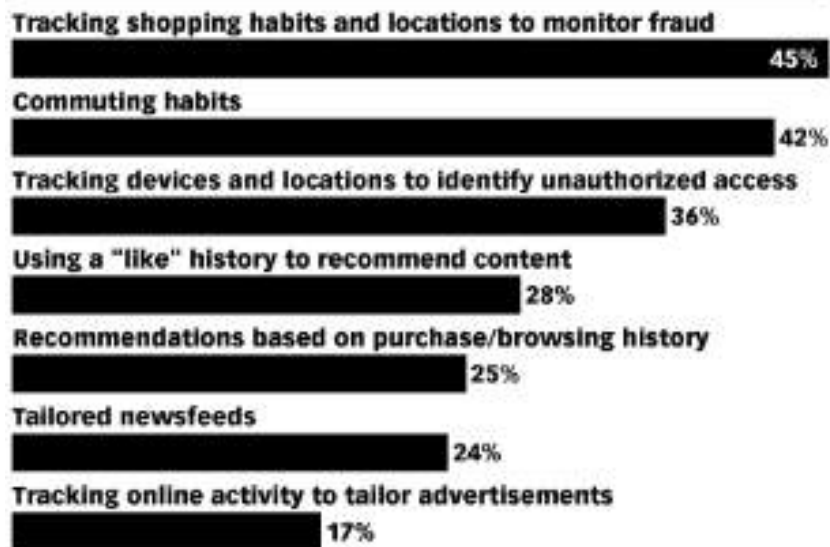 Tracking shopping habits and locations to monitor fraud
45%
Commuting habits
42%
Tracking devices and locations to identify unauthorized access
36%
Using a "like" history to recommend content
28%
Recommendations based on purchase/browsing history
25%
Tailored newsfeeds
24%
Tracking online activity to tailor advertisements
17%